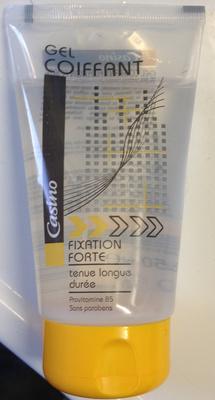 GEL
COIFFANT
Casino
FIXATION
FORTE
tenue longue
durée
Provitamine B5
Sans parabens